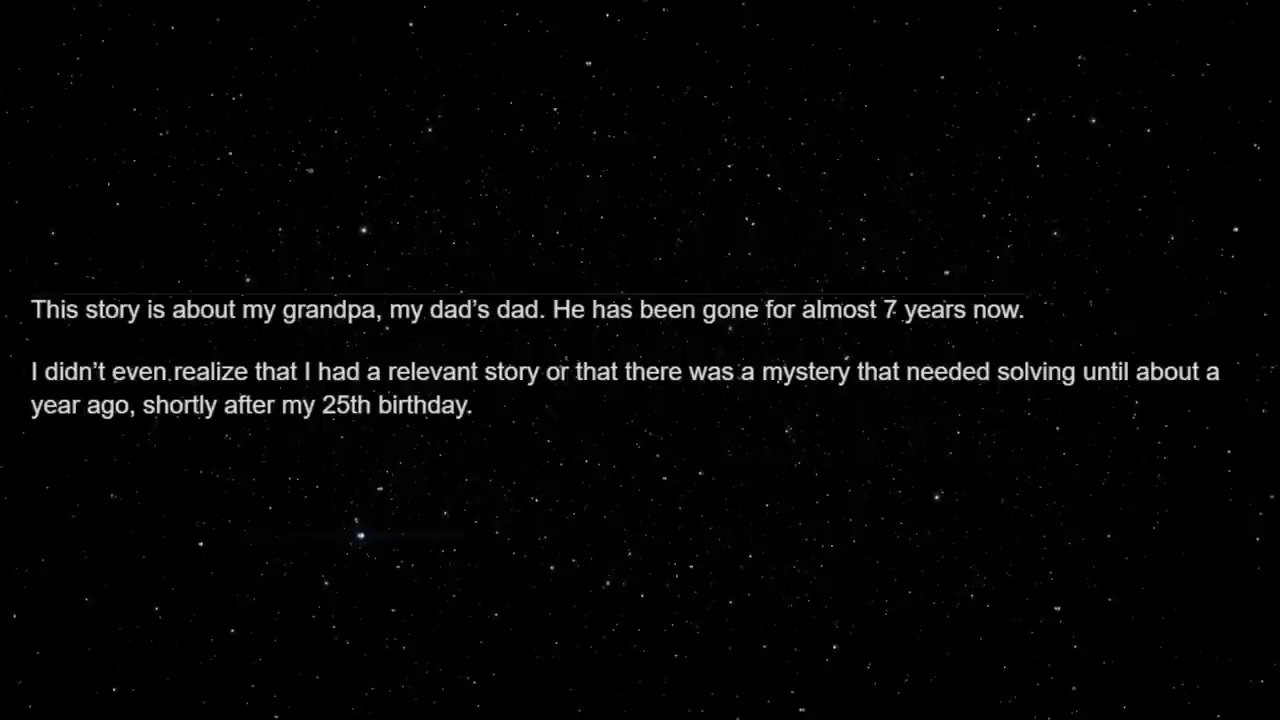 This story is about my grandpa, my dad’s dad. He has been gone for almost 7 years now.
I didn’t even realize that I had a relevant story or that there was a mystery that needed solving until about a
year ago, shortly after my 25th birthday.